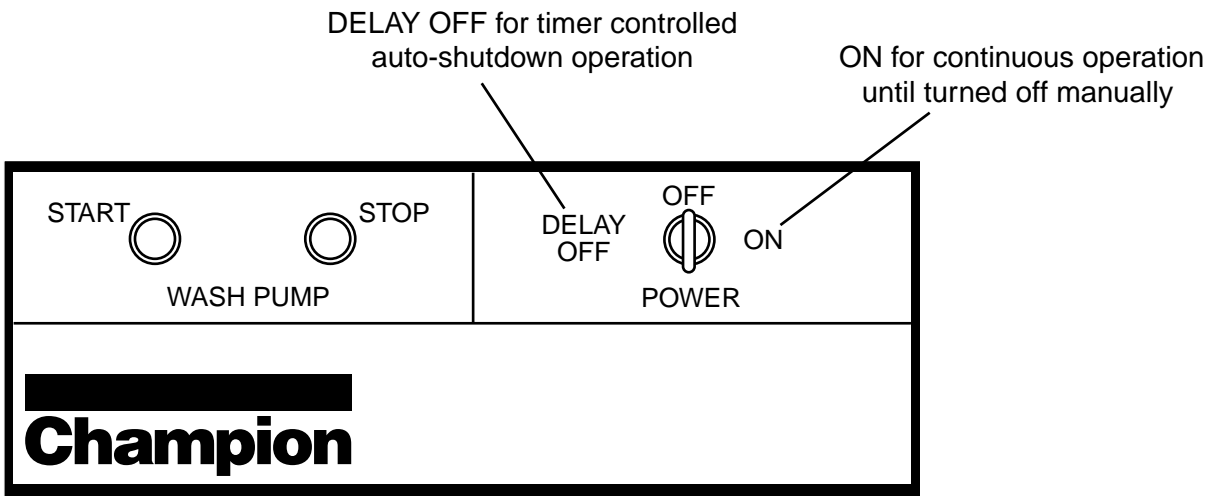 DELAY OFF for timer controlled
auto-shutdown operation
ON for continuous operation
until turned off manually
START
STOP
WASH PUMP
DELAY
OFF
OFF
ON
POWER
Champion